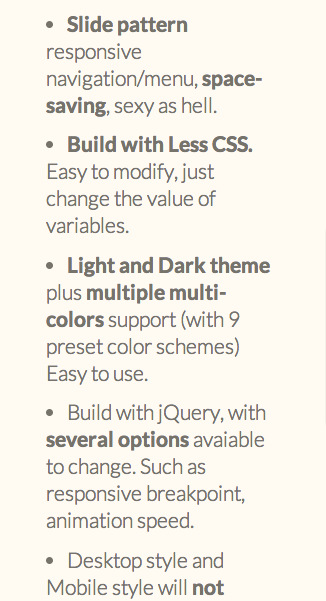 • Slide pattern
responsive
navigation/menu, space-
saving, sexy as hell.
• Build with Less CSS.
Easy to modify, just
change the value of
variables.
• Light and Dark theme
plus multiple multi-
colors support (with 9
preset color schemes)
Easy to use.
• Build with jQuery, with
several options avaiable
to change. Such as
responsive breakpoint,
animation speed.
• Desktop style and
Mobile style will not